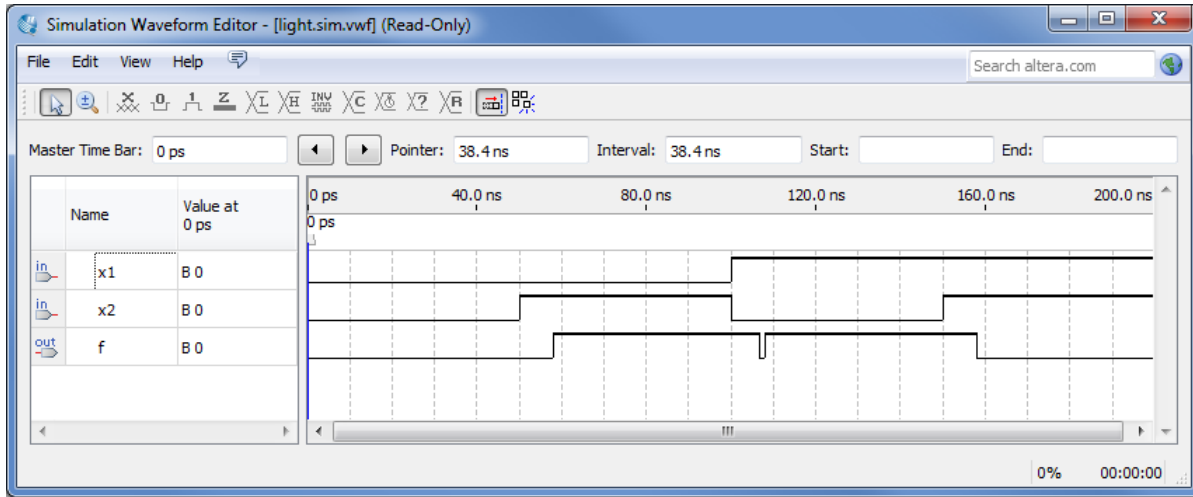 Simulation Waveform Editor - [light.sim.vwf] (Read-Only)
File Edit View Help
Search altera.com
Master Time Bar: 0 ps Pointer: 38.4 ns Interval: 38.4 ns Start: End:
Name Value at 0 ps
0 ps 40.0 ns 80.0 ns 120.0 ns 160.0 ns 200.0 ns
0 ps
in x1 B 0
in x2 B 0
out f B 0
0% 00:00:00